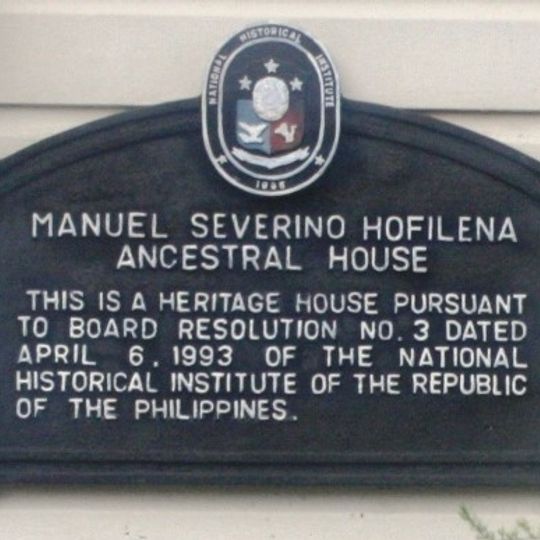 NATIONAL HISTORICAL INSTITUTE
MANUEL SEVERINO HOFILENA
ANCESTRAL HOUSE
THIS IS A HERITAGE HOUSE PURSUANT
TO BOARD RESOLUTION NO. 3 DATED
APRIL 6, 1993 OF THE NATIONAL
HISTORICAL INSTITUTE OF THE REPUBLIC
OF THE PHILIPPINES.